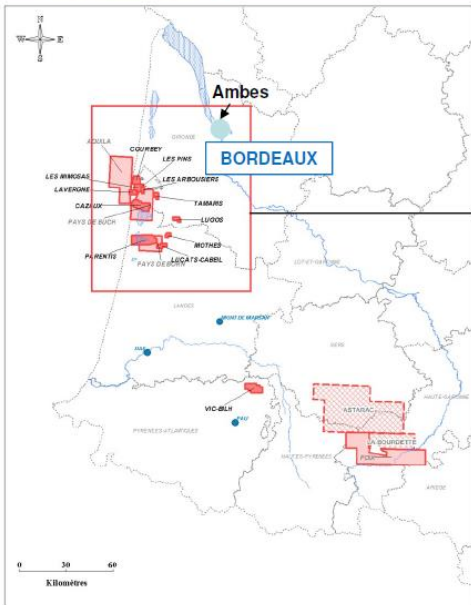 N
W E
S
Ambes
GIRONDE
BORDEAUX
COURBEY
AQUILA
LES PINS
LES MIMOSAS
LES ARBOUSIERS
LAVERGNE
TAMARIS
CAZAUX
PAYS DE BUCH
LUGOS
MOTHES
PARENTIS
LUCATS-CABEIL
PAYS DE BORN
LOT-ET-GARONNE
LANDES
MONT DE MARSAN
DAX
GERS
HAUTE-GARONNE
VIC-BILH
ASTARAC
PAU
PYRENEES-ATLANTIQUES
LA BOURDETTE
HAUTES-PYRENEES
ARIEGE
0 30 60
Kilomètres